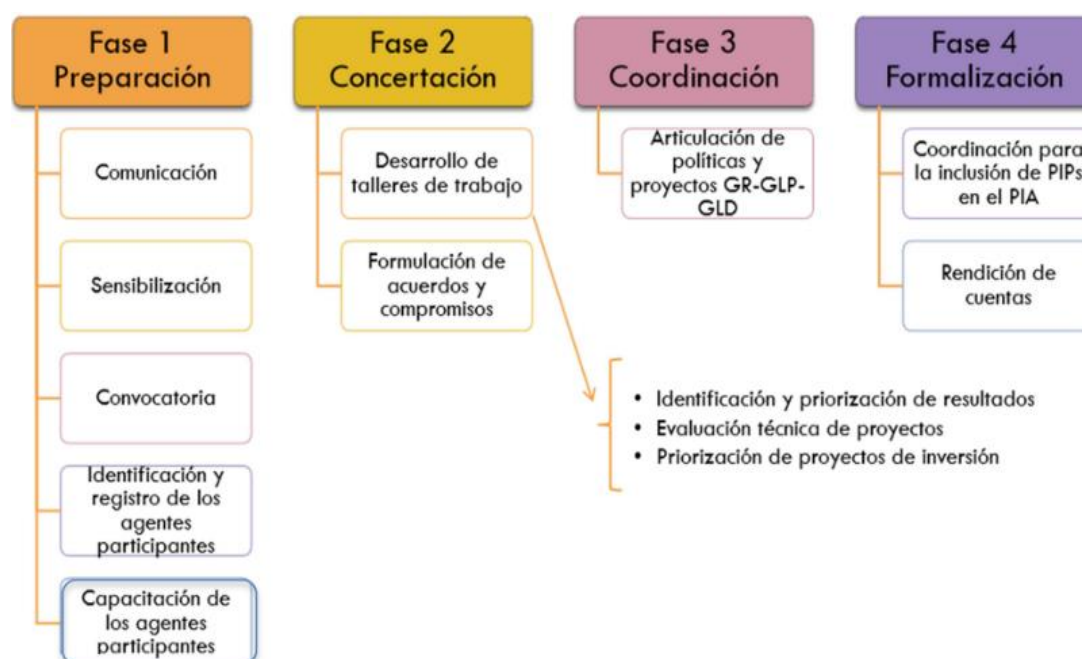 Fase 1
Preparación
Comunicación
Sensibilización
Convocatoria
Identificación y
registro de los
agentes
participantes
Capacitación de
los agentes
participantes
Fase 2
Concertación
Desarrollo de
talleres de trabajo
Formulación de
acuerdos y
compromisos
Fase 3
Coordinación
Articulación de
políticas y
proyectos GR-GLP-
GLD
Fase 4
Formalización
Coordinación para
la inclusión de PIPs
en el PIA
Rendición de
cuentas
• Identificación y priorización de resultados
• Evaluación técnica de proyectos
• Priorización de proyectos de inversión